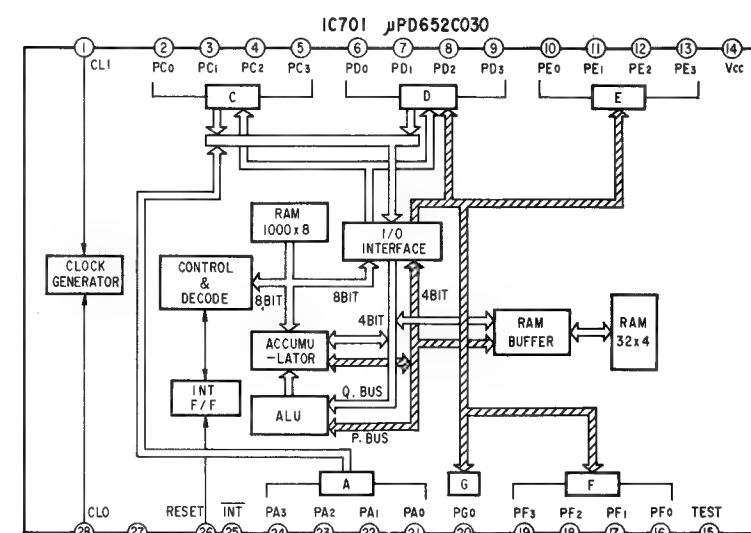 IC701 μPD652C030
1 2 3 4 5 6 7 8 9 10 11 12 13 14
CL1 PC0 PC1 PC2 PC3 PD0 PD1 PD2 PD3 PE0 PE1 PE2 PE3 Vcc
C D E
RAM
1000x8
I/O
INTERFACE
CLOCK
GENERATOR
CONTROL
&
DECODE
8BIT 8BIT 4BIT
4BIT
RAM
BUFFER
RAM
32x4
ACCUMU
-LATOR
INT
F/F
ALU
Q. BUS
P. BUS
A G F
CLO RESET INT PA3 PA2 PA1 PA0 PG0 PF3 PF2 PF1 PF0 TEST
28 27 26 25 24 23 22 21 20 19 18 17 16 15